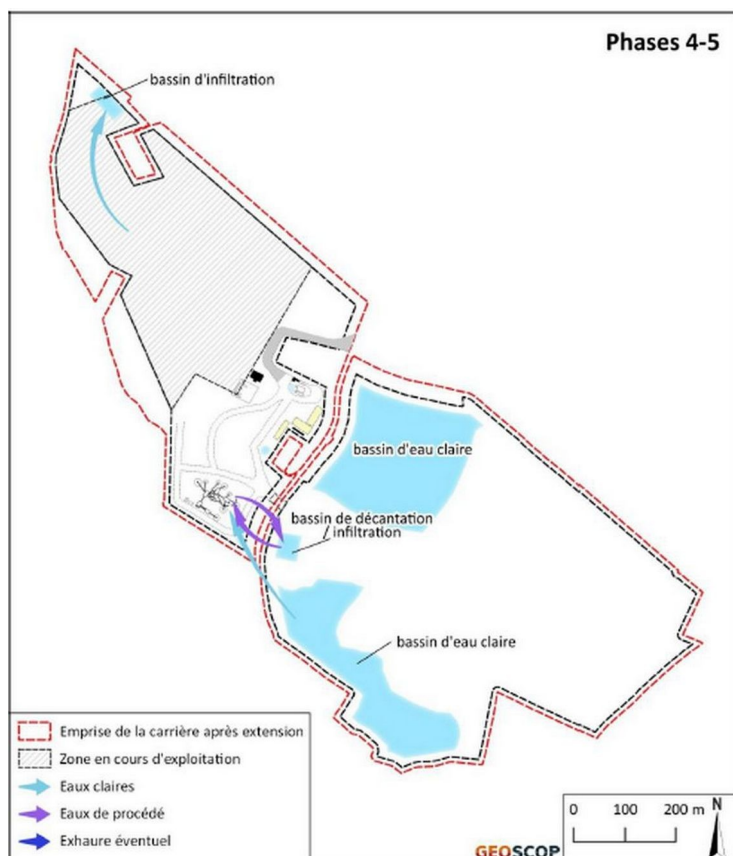 Phases 4-5
bassin d'infiltration
bassin d'eau claire
bassin de décantation
infiltration
bassin d'eau claire
Emprise de la carrière après extension
Zone en cours d'exploitation
Eaux claires
Eaux de procédé
Exhaure éventuel
0 100 200 m N
GEOSCOP